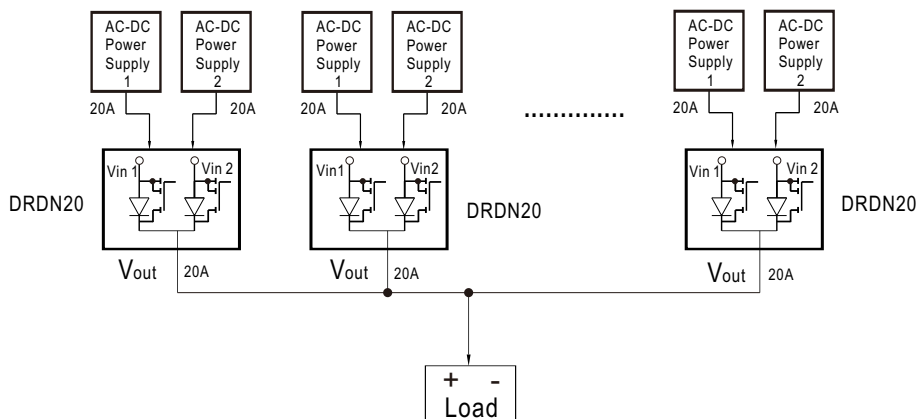 AC-DC
Power
Supply
1
AC-DC
Power
Supply
2
AC-DC
Power
Supply
1
AC-DC
Power
Supply
2
AC-DC
Power
Supply
1
AC-DC
Power
Supply
2
20A
20A
20A
20A
..............
20A
20A
Vin 1
Vin 2
Vin1
Vin2
Vin 1
Vin 2
DRDN20
DRDN20
DRDN20
Vout
20A
Vout
20A
Vout
20A
+ -
Load